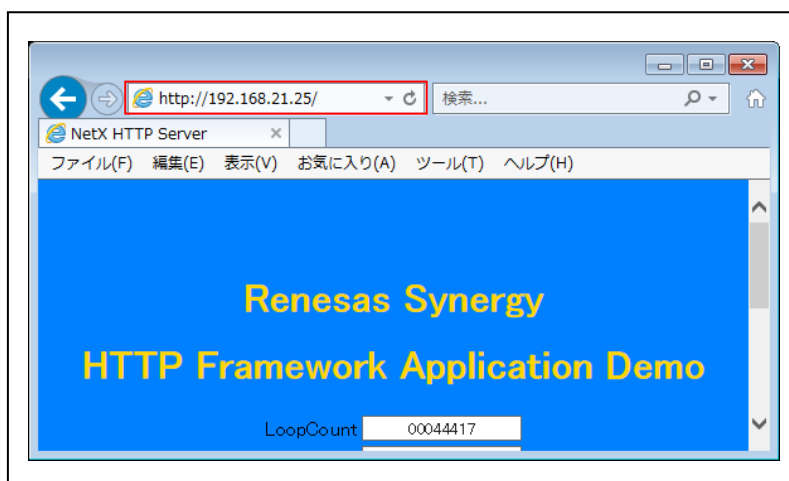 http://192.168.21.25/
検索...
NetX HTTP Server
ファイル(F) 編集(E) 表示(V) お気に入り(A) ツール(T) ヘルプ(H)
Renesas Synergy
HTTP Framework Application Demo
LoopCount 00044417